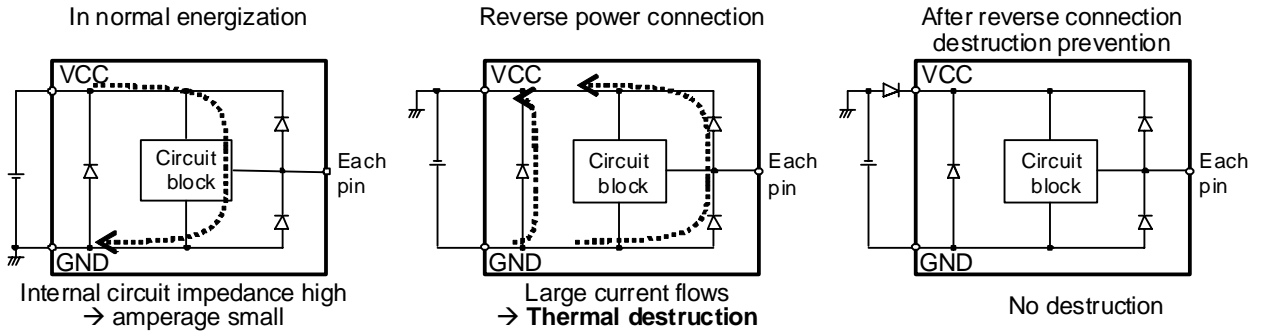 In normal energization
VCC
Circuit
block
Each
pin
GND
Internal circuit impedance high
→ amperage small
Reverse power connection
VCC
Circuit
block
Each
pin
GND
Large current flows
→ Thermal destruction
After reverse connection
destruction prevention
VCC
Circuit
block
Each
pin
GND
No destruction